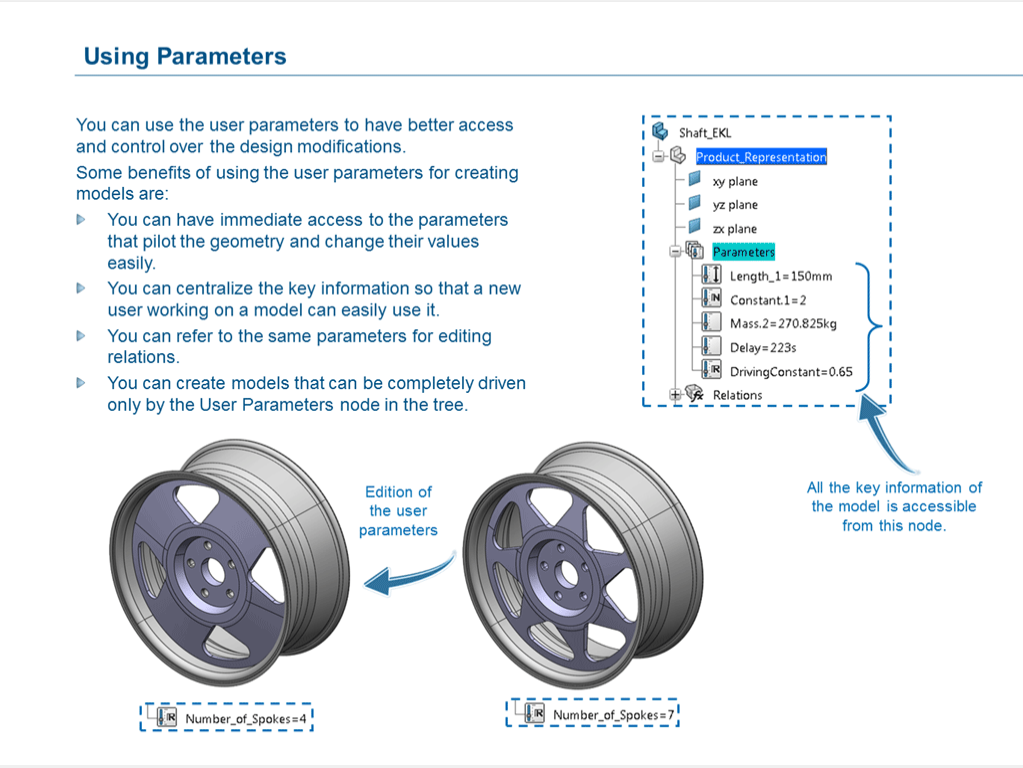 Using Parameters
You can use the user parameters to have better access
and control over the design modifications.
Some benefits of using the user parameters for creating
models are:
You can have immediate access to the parameters
that pilot the geometry and change their values
easily.
You can centralize the key information so that a new
user working on a model can easily use it.
You can refer to the same parameters for editing
relations.
You can create models that can be completely driven
only by the User Parameters node in the tree.
Shaft_EKL
Product_Representation
xy plane
yz plane
zx plane
Parameters
Length_1=150mm
N Constant.1=2
Mass.2=270.825kg
Delay=223s
R DrivingConstant=0.65
fx Relations
All the key information of
the model is accessible
from this node.
Edition of
the user
parameters
R Number_of_Spokes=4
R Number_of_Spokes=7